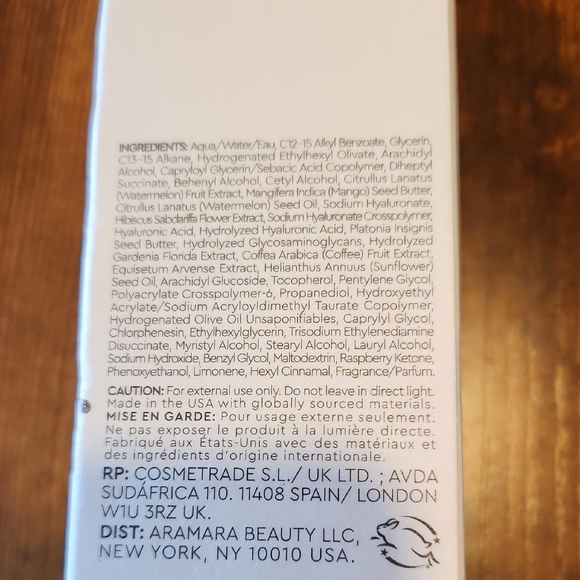 INGREDIENTS: Aqua/Water/Eau, C12-15 Alkyl Benzoate, Glycerin,
C13-15 Alkane, Hydrogenated Ethylhexyl Olivate, Arachidyl
Alcohol, Capryloyl Glycerin/Sebacic Acid Copolymer, Diheptyl
Succinate, Behenyl Alcohol, Cetyl Alcohol, Citrullus Lanatus
(Watermelon) Fruit Extract, Mangifera Indica (Mango) Seed Butter,
Citrullus Lanatus (Watermelon) Seed Oil, Sodium Hyaluronate,
Hibiscus Sabdariffa Flower Extract, Sodium Hyaluronate Crosspolymer,
Hyaluronic Acid, Hydrolyzed Hyaluronic Acid, Platonia Insignis
Seed Butter, Hydrolyzed Glycosaminoglycans, Hydrolyzed
Gardenia Florida Extract, Coffea Arabica (Coffee) Fruit Extract,
Equisetum Arvense Extract, Helianthus Annuus (Sunflower)
Seed Oil, Arachidyl Glucoside, Tocopherol, Pentylene Glycol,
Polyacrylate Crosspolymer-6, Propanediol, Hydroxyethyl
Acrylate/Sodium Acryloyldimethyl Taurate Copolymer,
Hydrogenated Olive Oil Unsaponifiables, Caprylyl Glycol,
Chlorphenesin, Ethylhexylglycerin, Trisodium Ethylenediamine
Disuccinate, Myristyl Alcohol, Stearyl Alcohol, Lauryl Alcohol,
Sodium Hydroxide, Benzyl Glycol, Maltodextrin, Raspberry Ketone,
Phenoxyethanol, Limonene, Hexyl Cinnamal, Fragrance/Parfum.
CAUTION: For external use only. Do not leave in direct light.
Made in the USA with globally sourced materials.
MISE EN GARDE: Pour usage externe seulement.
Ne pas exposer le produit à la lumière directe.
Fabriqué aux États-Unis avec des matériaux et
des ingrédients d'origine internationale.
RP: COSMETRADE S.L./ UK LTD. ; AVDA
SUDÁFRICA 110. 11408 SPAIN/ LONDON
W1U 3RZ UK.
DIST: ARAMARA BEAUTY LLC,
NEW YORK, NY 10010 USA.